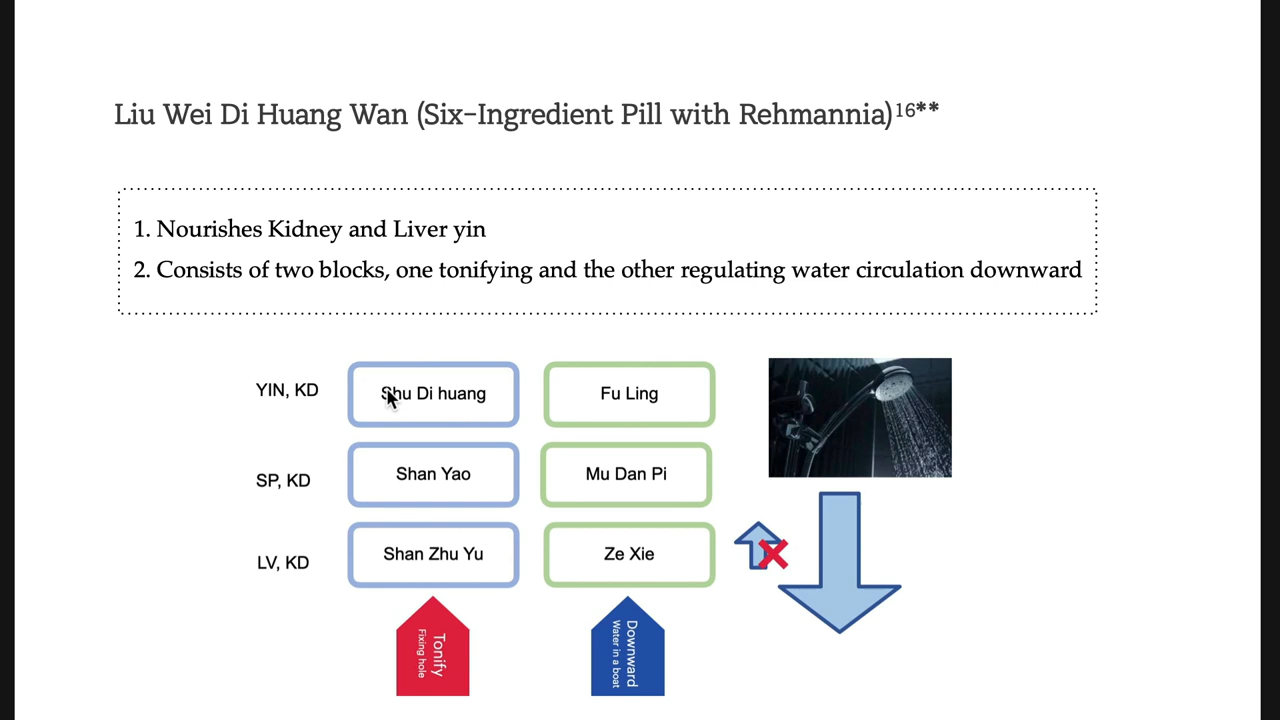 Liu Wei Di Huang Wan (Six-Ingredient Pill with Rehmannia)16**
1. Nourishes Kidney and Liver yin
2. Consists of two blocks, one tonifying and the other regulating water circulation downward
YIN, KD
Shu Di huang
Fu Ling
SP, KD
Shan Yao
Mu Dan Pi
LV, KD
Shan Zhu Yu
Ze Xie
Tonify
Fixing hole
Downward
Water in a boat